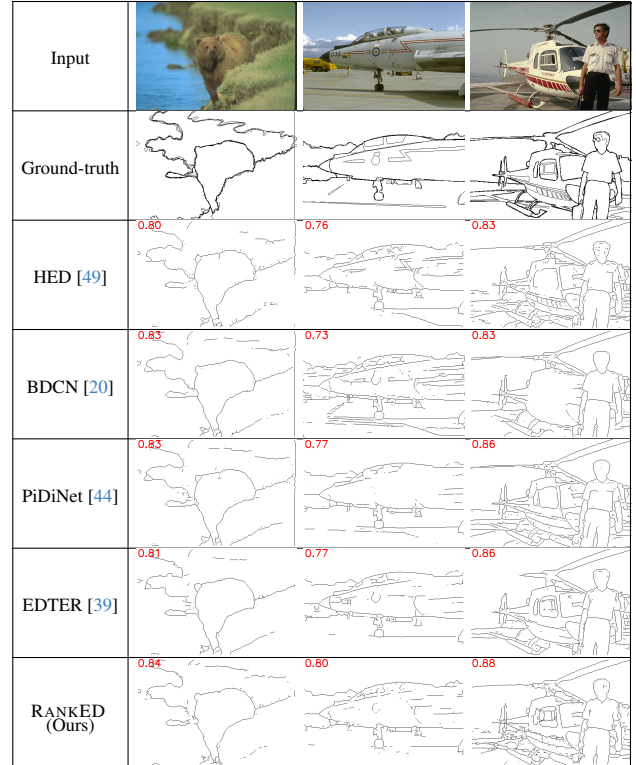 Input
Ground-truth
0.80 0.76 0.83
HED [49]
0.83 0.73 0.83
BDCN [20]
0.83 0.77 0.86
PiDiNet [44]
0.81 0.77 0.86
EDTER [39]
0.84 0.80 0.88
RANKED
(Ours)